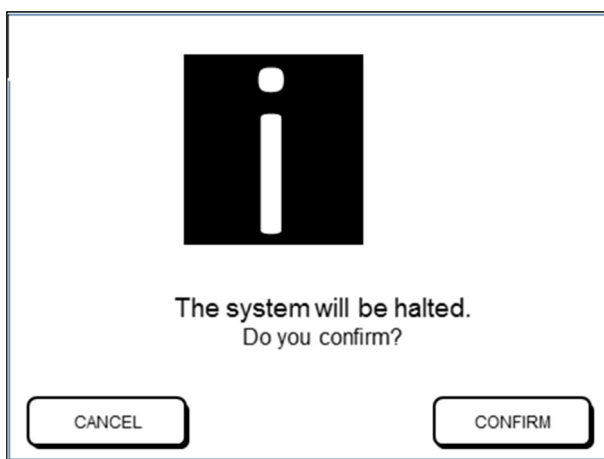 i
The system will be halted.
Do you confirm?
CANCEL
CONFIRM